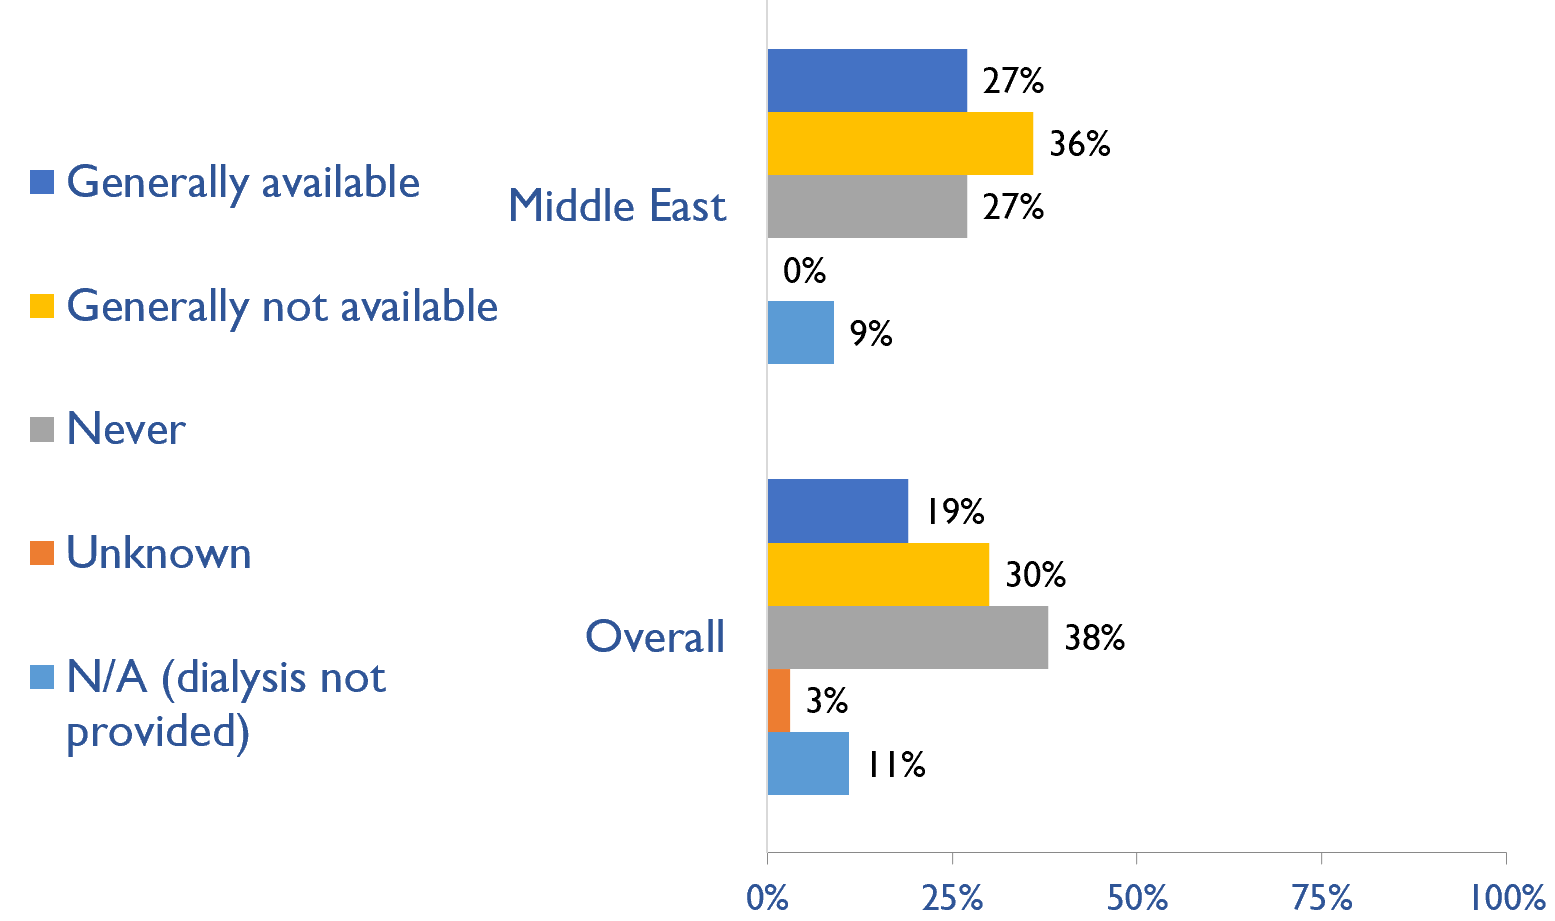 Generally available
Generally not available
Never
Unknown
N/A (dialysis not
provided)
Middle East
27%
36%
27%
0%
9%
Overall
19%
30%
38%
3%
11%
0% 25% 50% 75% 100%